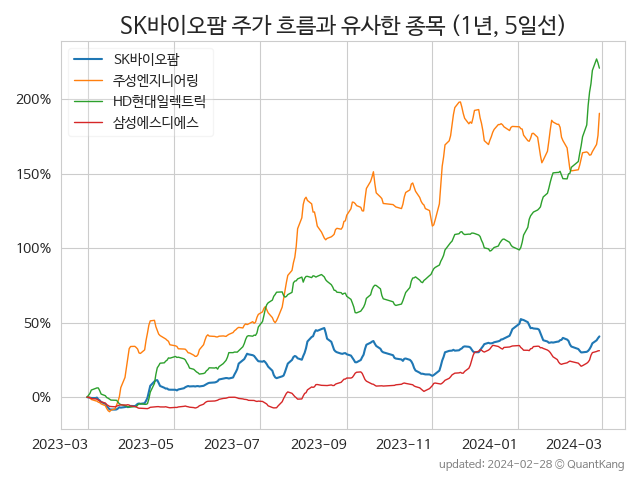 SK바이오팜 주가 흐름과 유사한 종목 (1년, 5일선)
SK바이오팜
주성엔지니어링
HD현대일렉트릭
삼성에스디에스
200%
150%
100%
50%
0%
2023-03 2023-05 2023-07 2023-09 2023-11 2024-01 2024-03
updated: 2024-02-28 © QuantKang